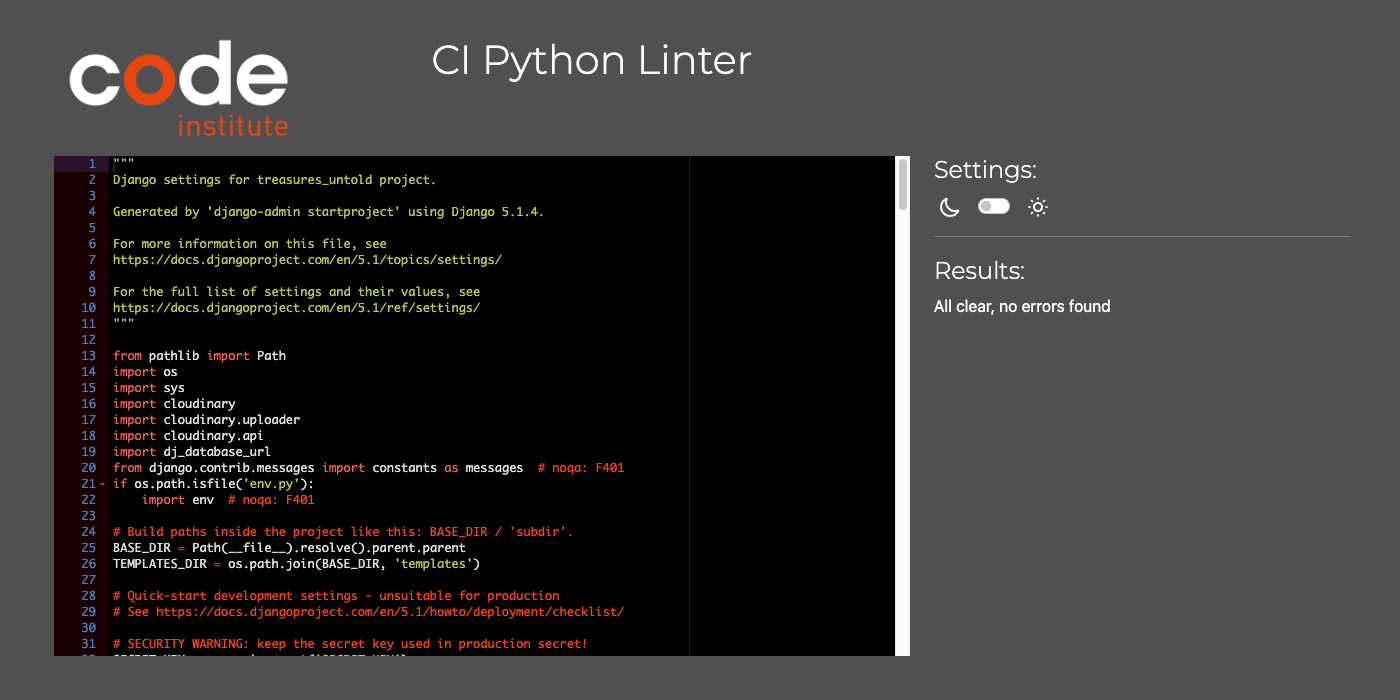 code
institute
CI Python Linter
1 """
2 Django settings for treasures_untold project.
3
4 Generated by 'django-admin startproject' using Django 5.1.4.
5
6 For more information on this file, see
7 https://docs.djangoproject.com/en/5.1/topics/settings/
8
9 For the full list of settings and their values, see
10 https://docs.djangoproject.com/en/5.1/ref/settings/
11 """
12
13 from pathlib import Path
14 import os
15 import sys
16 import cloudinary
17 import cloudinary.uploader
18 import cloudinary.api
19 import dj_database_url
20 from django.contrib.messages import constants as messages  # noqa: F401
21 if os.path.isfile('env.py'):
22     import env  # noqa: F401
23
24 # Build paths inside the project like this: BASE_DIR / 'subdir'.
25 BASE_DIR = Path(__file__).resolve().parent.parent
26 TEMPLATES_DIR = os.path.join(BASE_DIR, 'templates')
27
28 # Quick-start development settings - unsuitable for production
29 # See https://docs.djangoproject.com/en/5.1/howto/deployment/checklist/
30
31 # SECURITY WARNING: keep the secret key used in production secret!
Settings:
Results:
All clear, no errors found